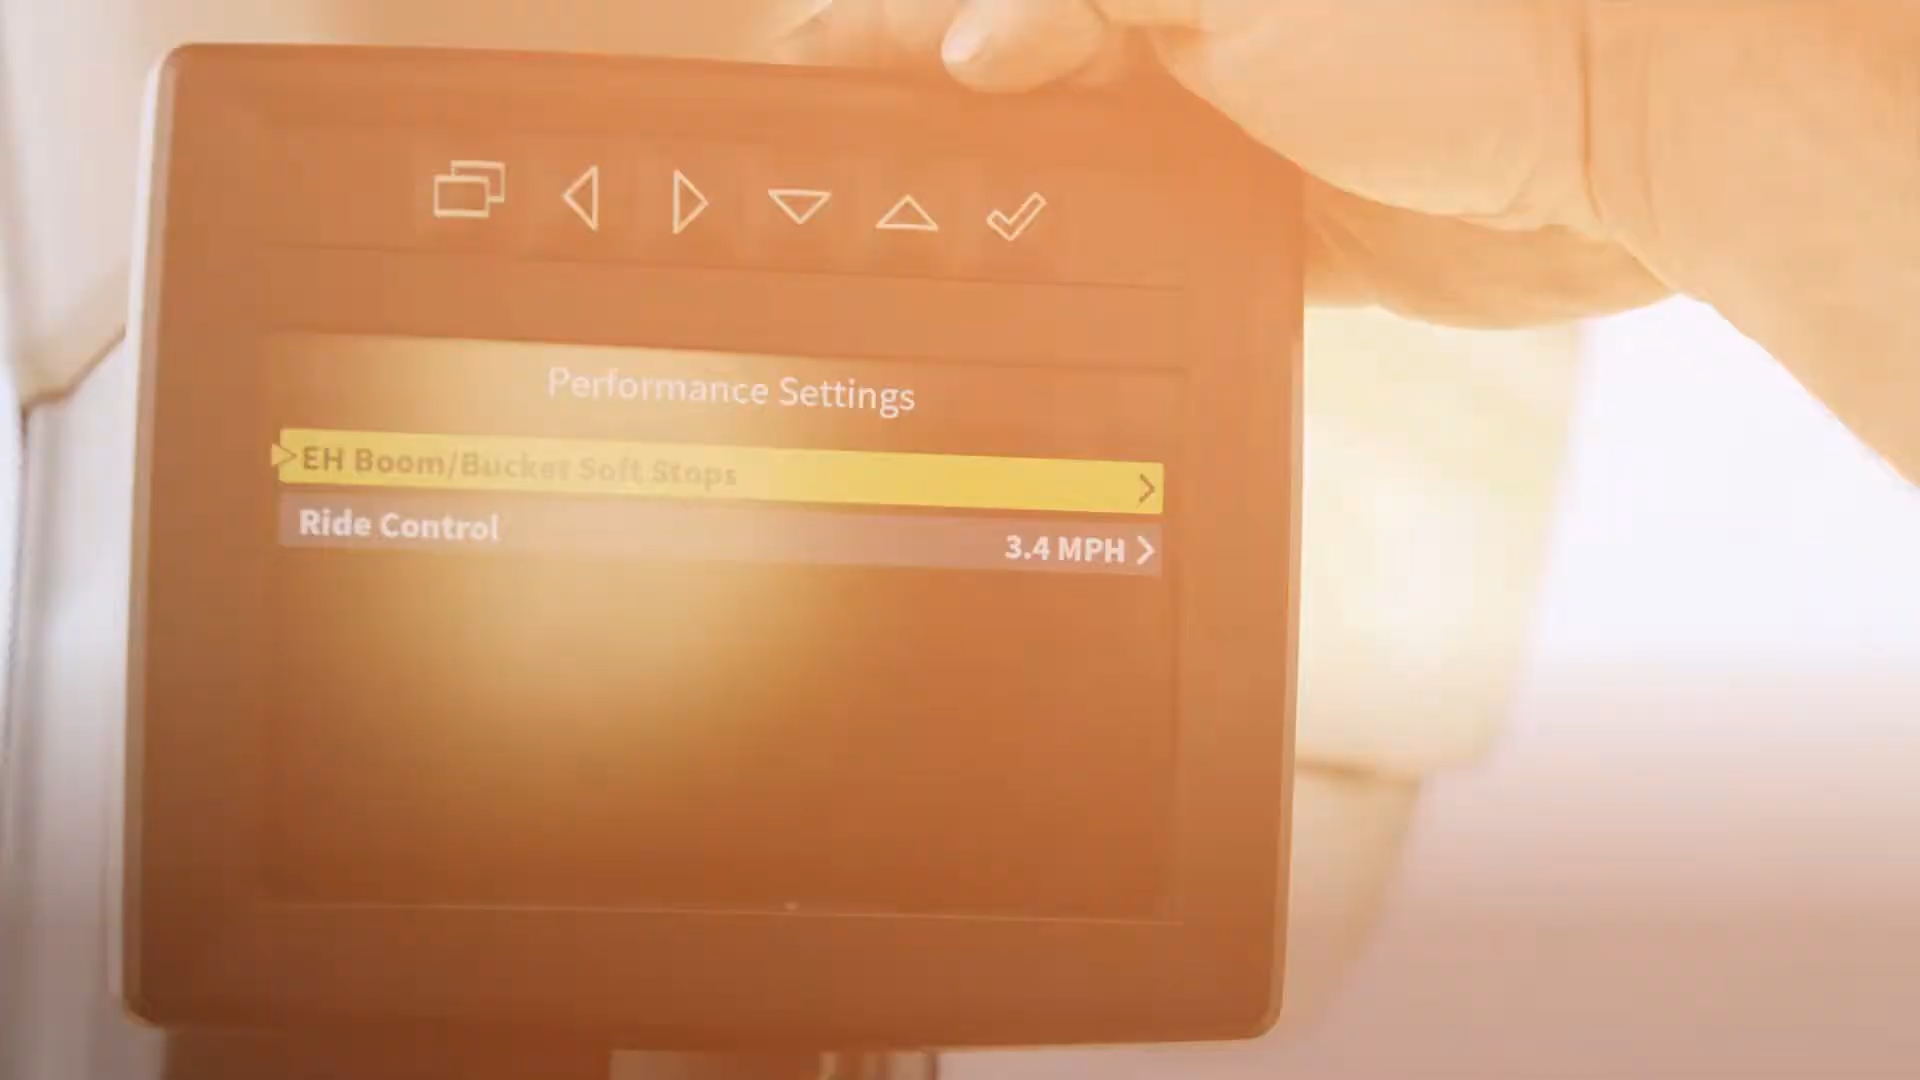 Performance Settings
EH Boom/Bucket Soft Stops
Ride Control
3.4 MPH